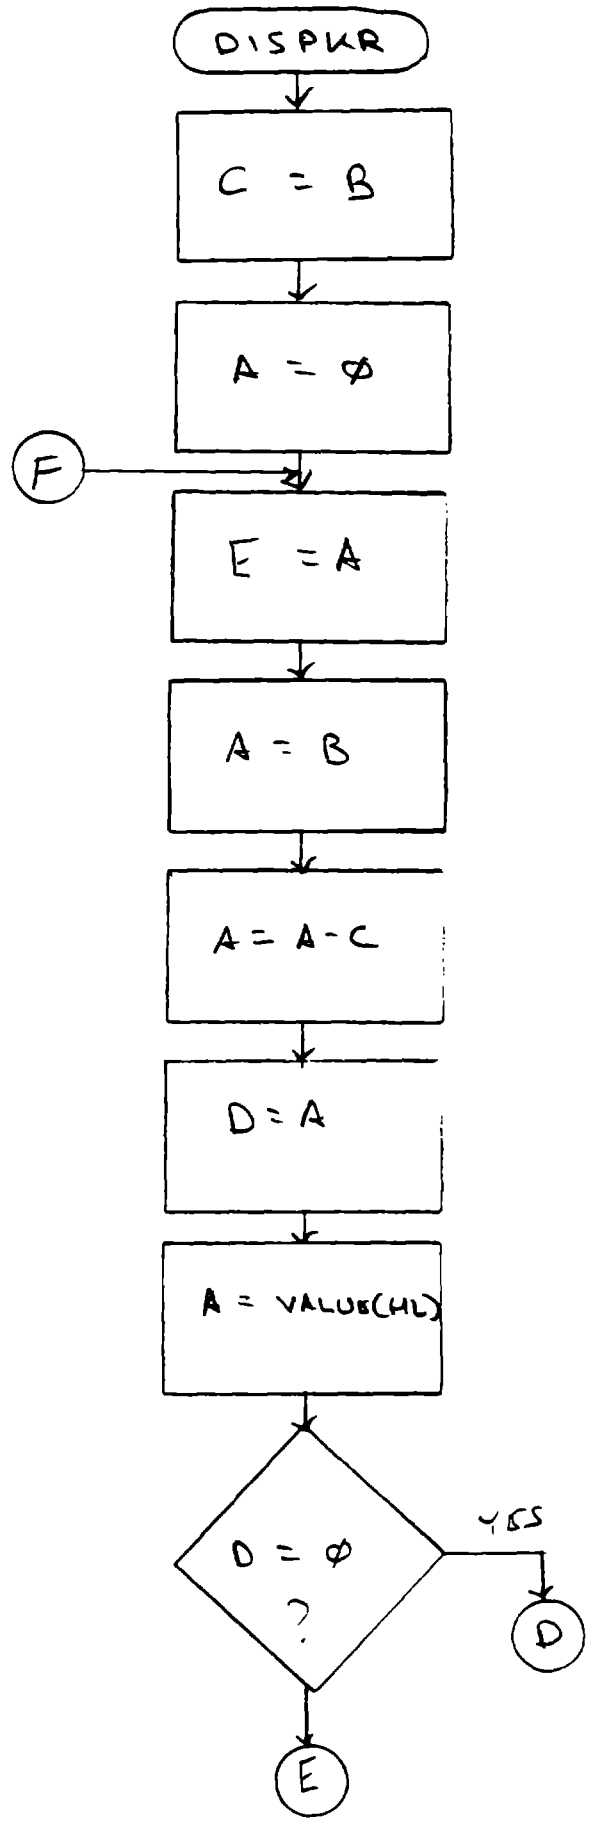 DISPKR
C = B
A = Ø
F
E = A
A = B
A = A - C
D = A
A = VALUE(HL)
D = Ø
?
YES
D
E